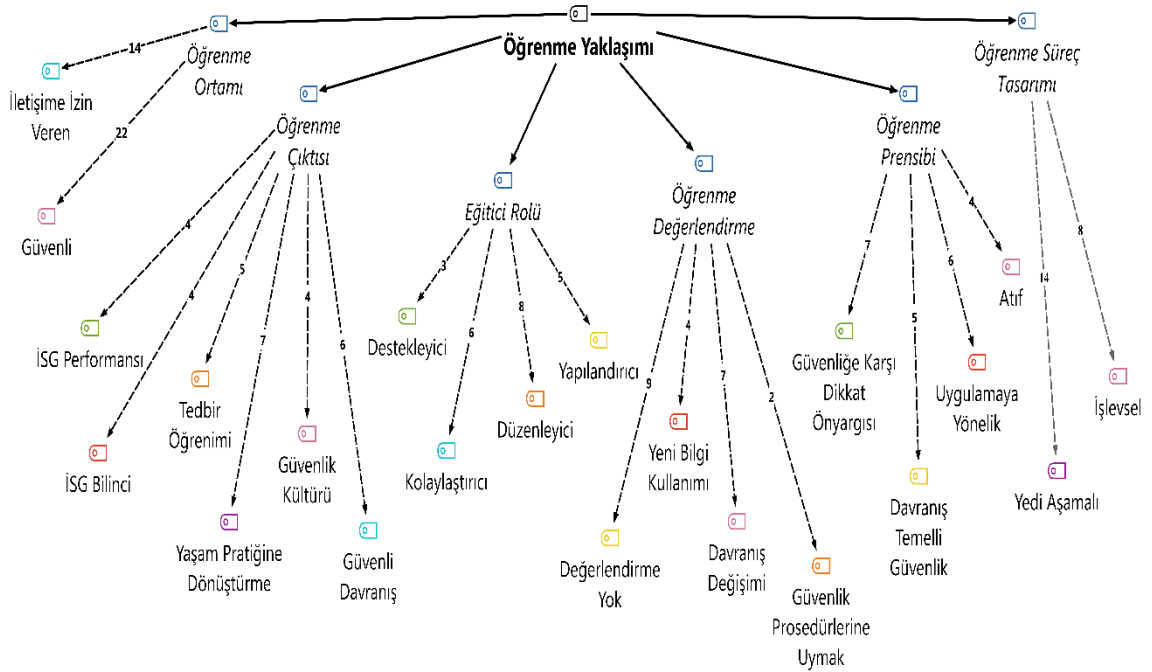 Öğrenme Yaklaşımı
Öğrenme
Ortamı
14
İletişime İzin
Veren
22
Güvenli
Öğrenme
Çıktısı
4
İSG Performansı
4
İSG Bilinci
5
Tedbir
Öğrenimi
7
Yaşam Pratiğine
Dönüştürme
4
Güvenlik
Kültürü
6
Güvenli
Davranış
Eğitici Rolü
3
Destekleyici
6
Kolaylaştırıcı
8
Düzenleyici
5
Yapılandırıcı
Öğrenme
Değerlendirme
9
Değerlendirme
Yok
4
Yeni Bilgi
Kullanımı
7
Davranış
Değişimi
2
Güvenlik
Prosedürlerine
Uymak
Öğrenme
Prensibi
7
Güvenliğe Karşı
Dikkat
Önyargısı
5
Davranış
Temelli
Güvenlik
6
Uygulamaya
Yönelik
4
Atıf
Öğrenme Süreç
Tasarımı
14
Yedi Aşamalı
8
İşlevsel